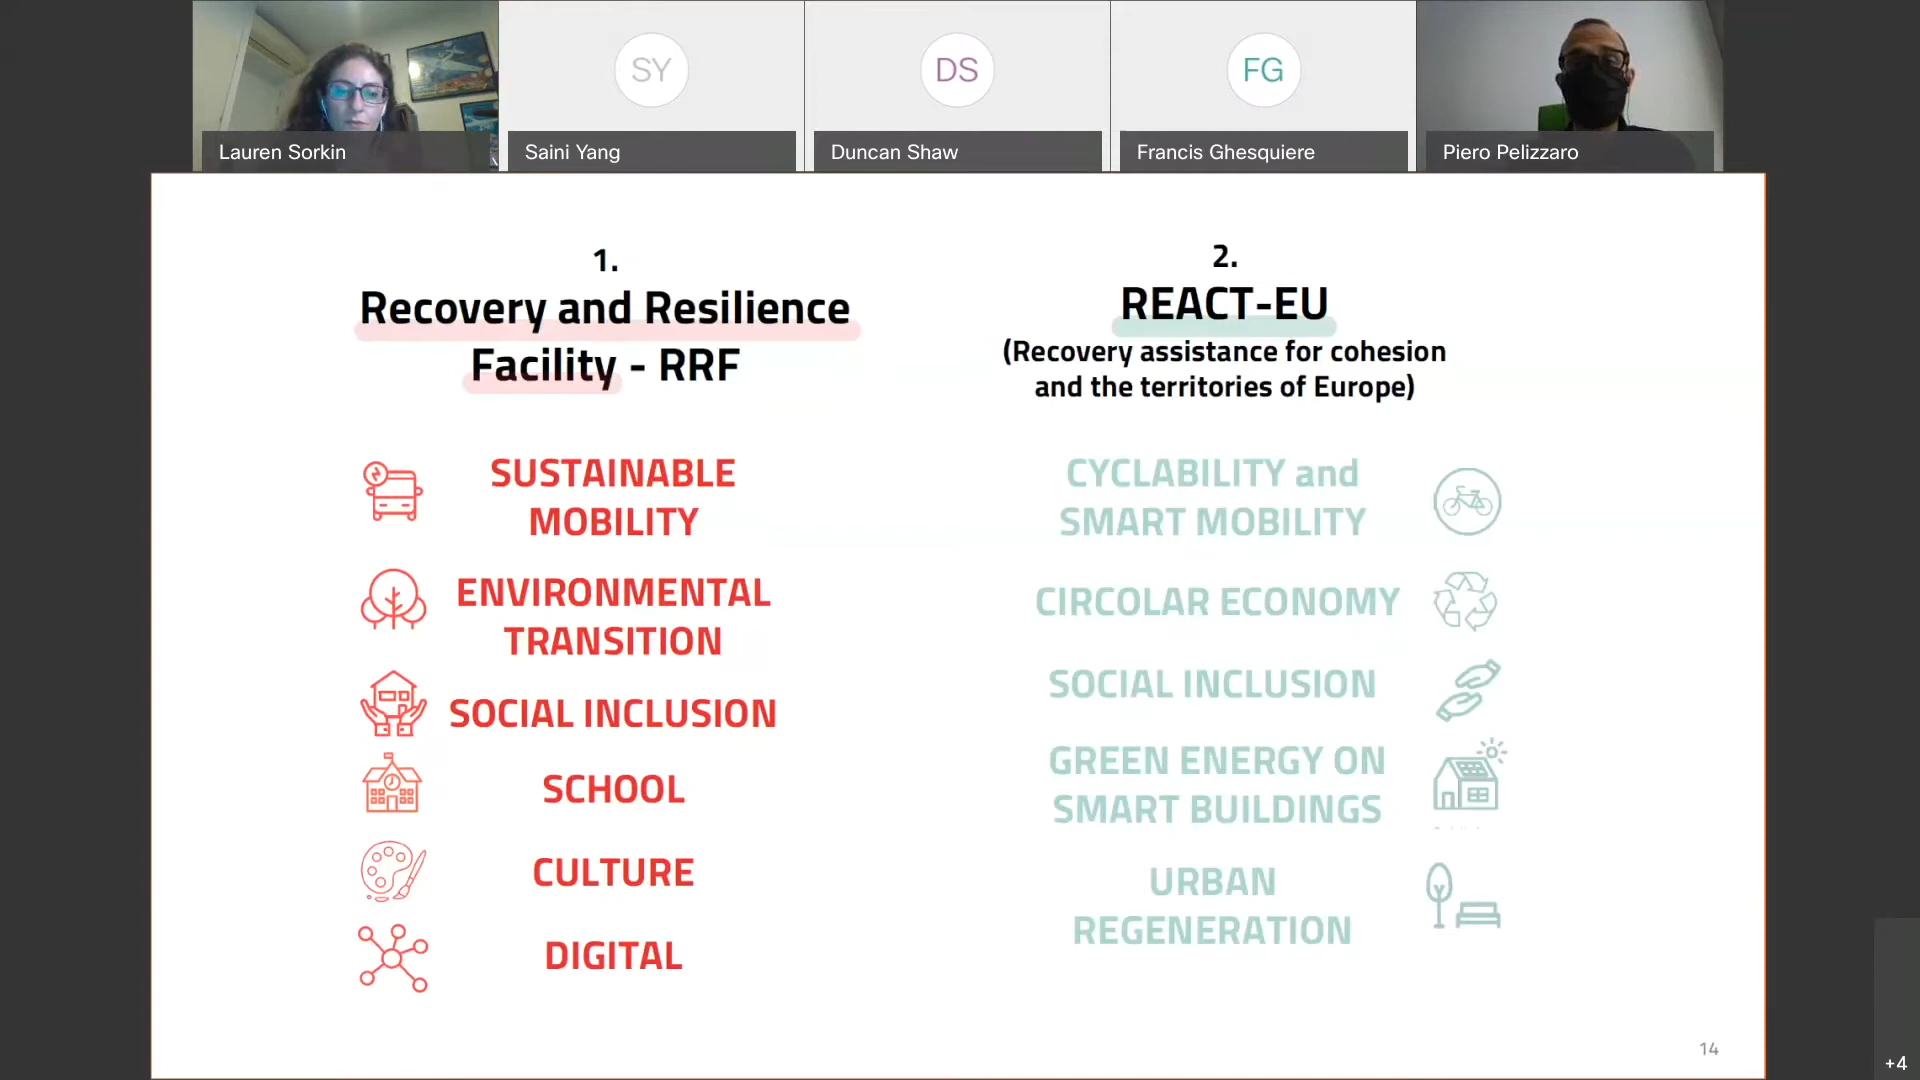 SY
DS
FG
Lauren Sorkin
Saini Yang
Duncan Shaw
Francis Ghesquiere
Piero Pelizzaro
1.
Recovery and Resilience
Facility - RRF
SUSTAINABLE
MOBILITY
ENVIRONMENTAL
TRANSITION
SOCIAL INCLUSION
SCHOOL
CULTURE
DIGITAL
2.
REACT-EU
(Recovery assistance for cohesion
and the territories of Europe)
CYCLABILITY and
SMART MOBILITY
CIRCOLAR ECONOMY
SOCIAL INCLUSION
GREEN ENERGY ON
SMART BUILDINGS
URBAN
REGENERATION
14
+4